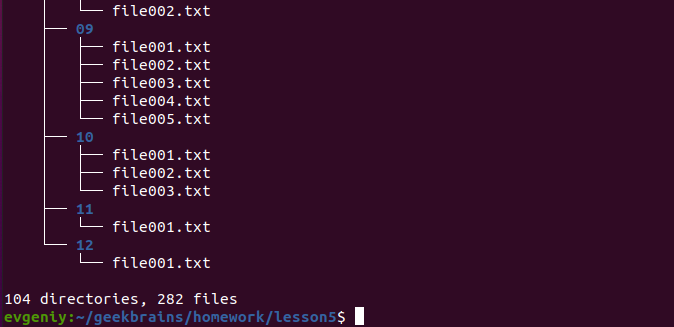 └── file002.txt
├── 09
├── file001.txt
├── file002.txt
├── file003.txt
├── file004.txt
└── file005.txt
├── 10
├── file001.txt
├── file002.txt
└── file003.txt
├── 11
└── file001.txt
└── 12
└── file001.txt
104 directories, 282 files
evgeniy:~/geekbrains/homework/lesson5$